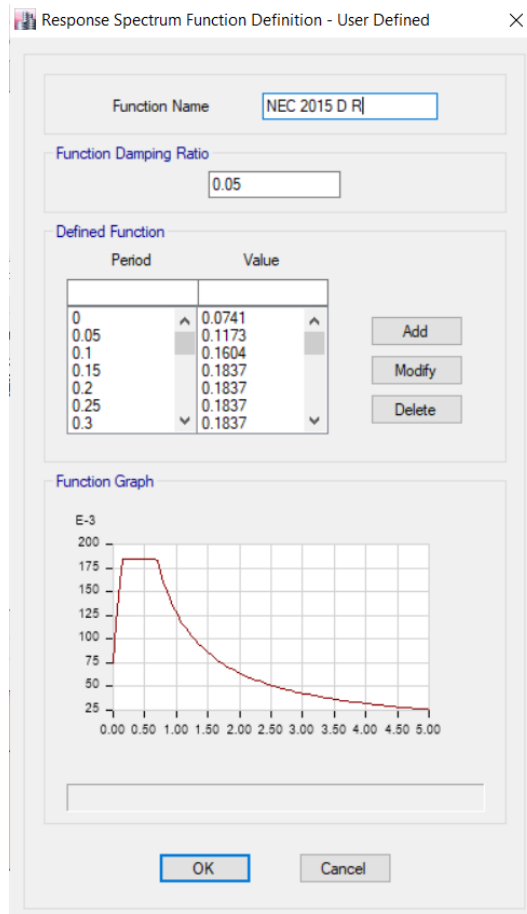 Response Spectrum Function Definition - User Defined
Function Name NEC 2015 D R
Function Damping Ratio
0.05
Defined Function
Period Value
0 0.0741
0.05 0.1173
0.1 0.1604
0.15 0.1837
0.2 0.1837
0.25 0.1837
0.3 0.1837
Add
Modify
Delete
Function Graph
E-3
200
175
150
125
100
75
50
25
0.00 0.50 1.00 1.50 2.00 2.50 3.00 3.50 4.00 4.50 5.00
OK Cancel